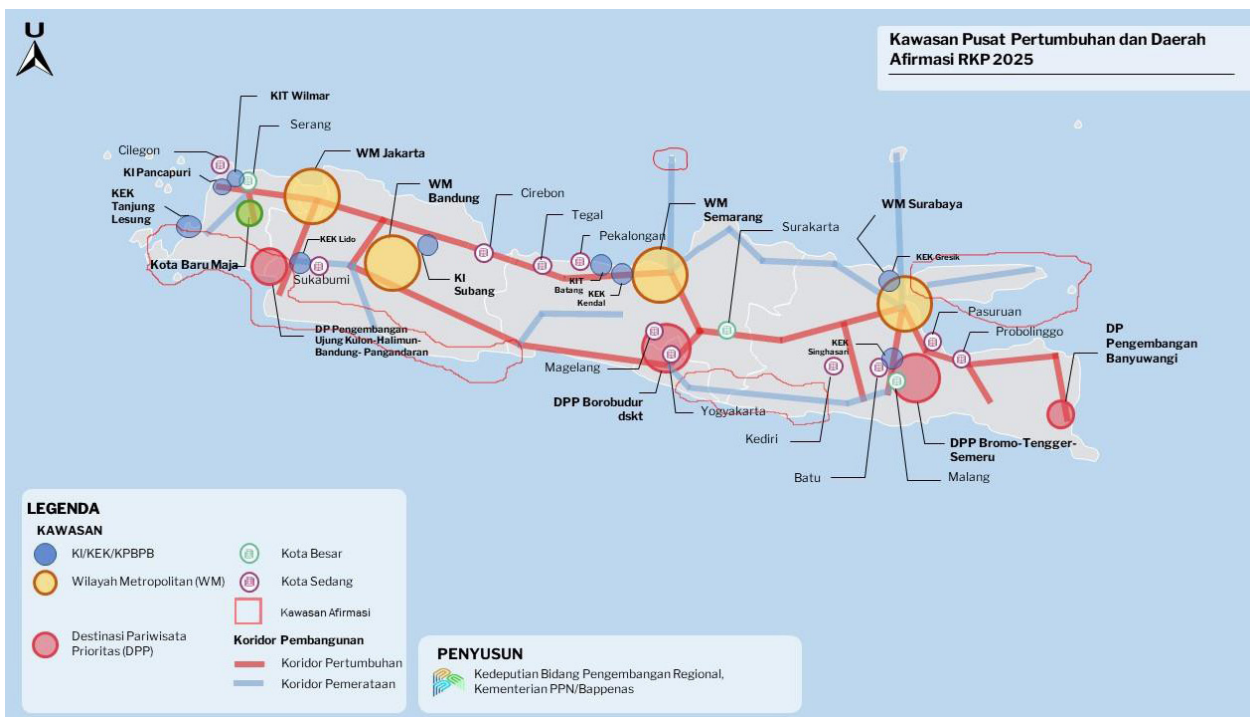 U
Kawasan Pusat Pertumbuhan dan Daerah
Afirmasi RKP 2025
KIT Wilmar
Serang
Cilegon
KI Pancapuri
KEK
Tanjung
Lesung
Kota Baru Maja
WM Jakarta
WM
Bandung
Cirebon
Tegal
Pekalongan
WM
Semarang
Surakarta
WM Surabaya
KEK Gresik
KEK Lido
Sukabumi
KI
Subang
KIT
Batang
KEK
Kendal
DP Pengembangan
Ujung Kulon-Halimun-
Bandung- Pangandaran
Magelang
DPP Borobudur
dskt
Yogyakarta
Kediri
KEK
Singhasari
Batu
Malang
DPP Bromo-Tengger-
Semeru
Pasuruan
Probolinggo
DP
Pengembangan
Banyuwangi
LEGENDA
KAWASAN
KI/KEK/KPBPB
Wilayah Metropolitan (WM)
Destinasi Pariwisata
Prioritas (DPP)
Kota Besar
Kota Sedang
Kawasan Afirmasi
Koridor Pembangunan
Koridor Pertumbuhan
Koridor Pemerataan
PENYUSUN
Kedeputian Bidang Pengembangan Regional,
Kementerian PPN/Bappenas